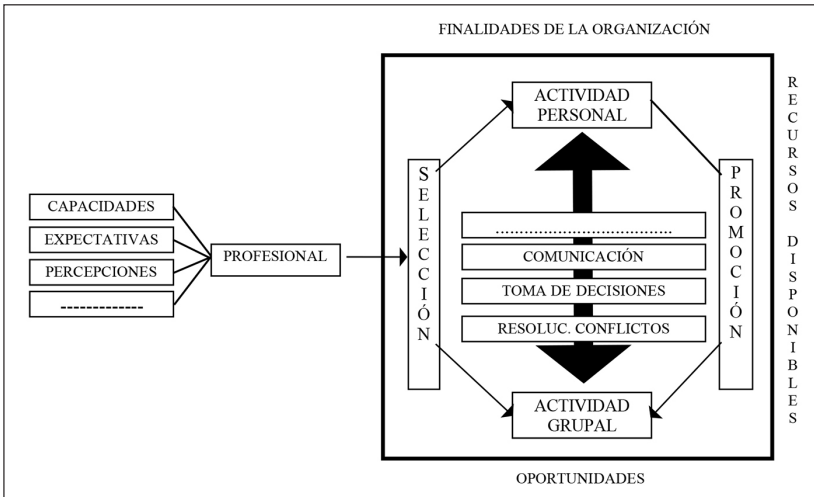 FINALIDADES DE LA ORGANIZACIÓN
CAPACIDADES
EXPECTATIVAS
PERCEPCIONES
-------------
PROFESIONAL
SELECCIÓN
ACTIVIDAD
PERSONAL
....................................
COMUNICACIÓN
TOMA DE DECISIONES
RESOLUC. CONFLICTOS
ACTIVIDAD
GRUPAL
PROMOCIÓN
RECURSOS DISPONIBLES
OPORTUNIDADES